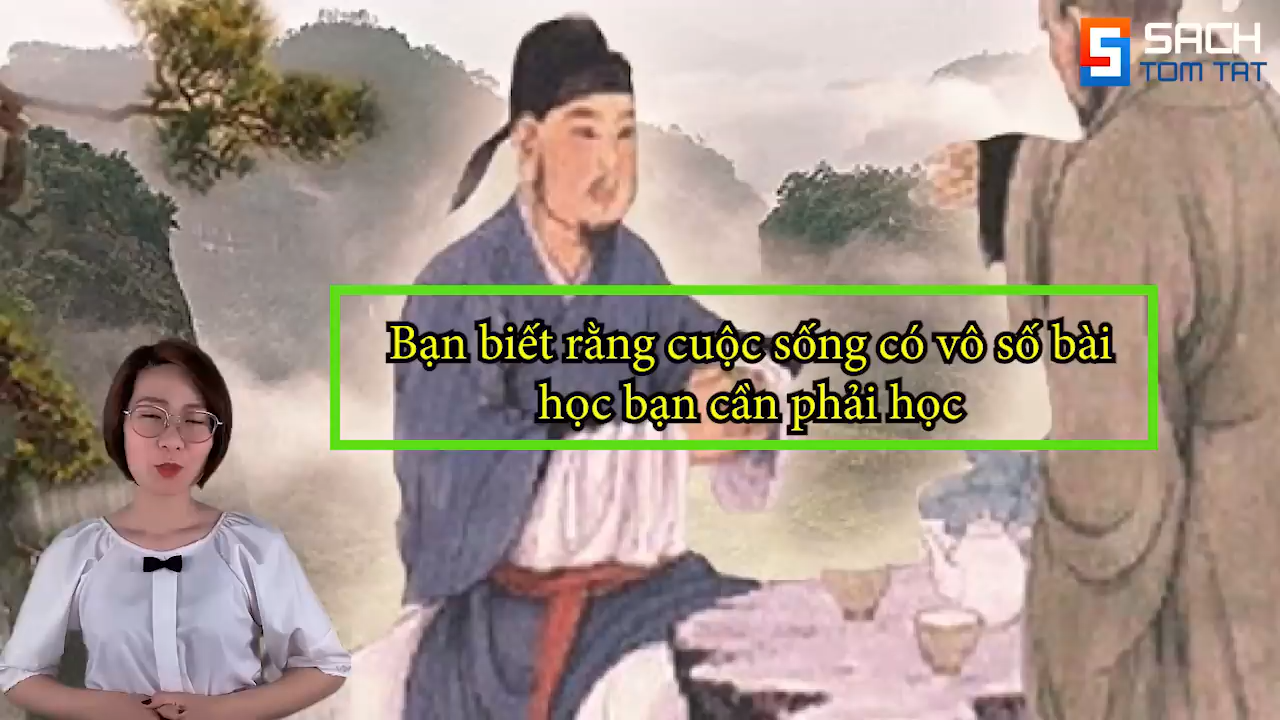 SACH
TOM TAT
Bạn biết rằng cuộc sống có vô số bài
học bạn cần phải học